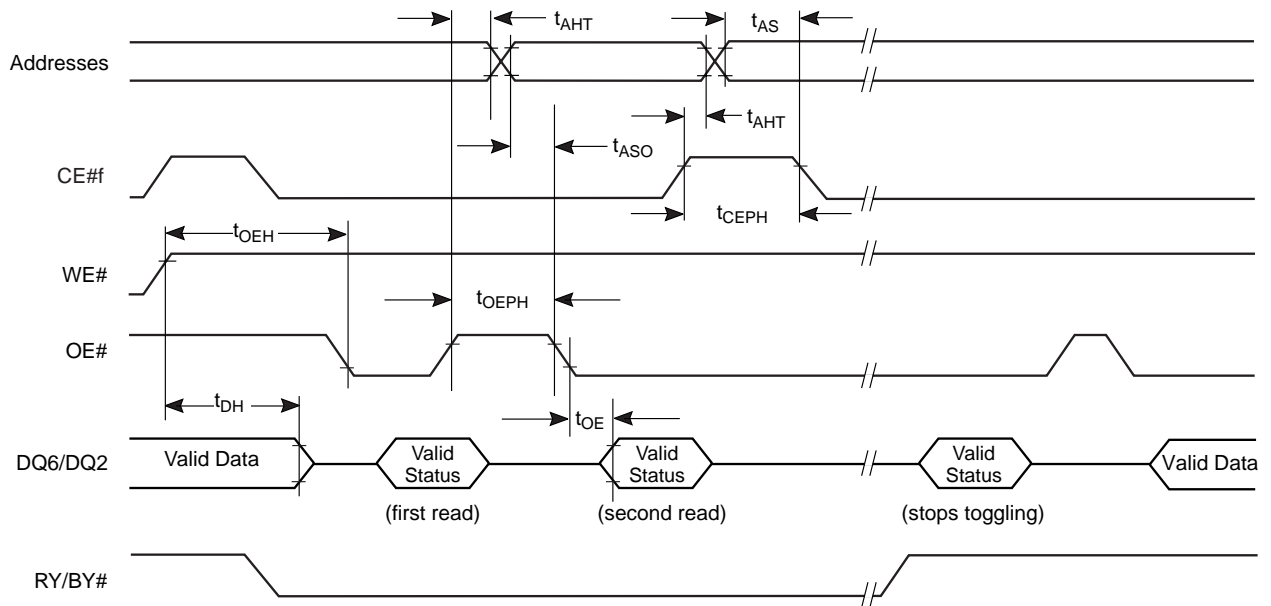 tAHT
tAS
Addresses
tAHT
tASO
CE#f
tCEPH
tOEH
WE#
tOEPH
OE#
tDH
tOE
DQ6/DQ2
Valid Data
Valid
Status
Valid
Status
Valid
Status
Valid Data
(first read)
(second read)
(stops toggling)
RY/BY#